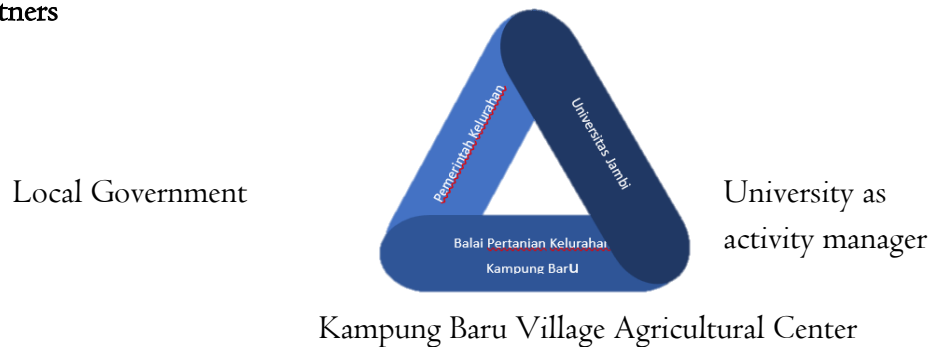 tners
Pemerintah Kelurahan
Universitas Jambi
Local Government
University as
activity manager
Balai Pertanian Kelurahan
Kampung Baru
Kampung Baru Village Agricultural Center